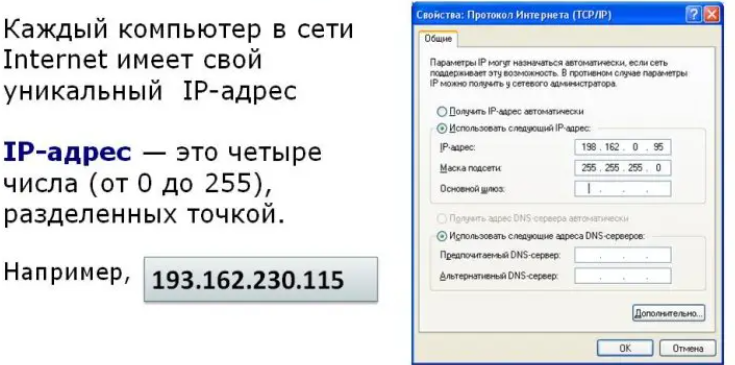 Каждый компьютер в сети
Internet имеет свой
уникальный IP-адрес
IP-адрес — это четыре
числа (от 0 до 255),
разделенных точкой.
Например, 193.162.230.115
Свойства: Протокол Интернета (TCP/IP)
Общие
Параметры IP могут назначаться автоматически, если сеть
поддерживает эту возможность. В противном случае параметры
IP можно получить у сетевого администратора.
Получить IP-адрес автоматически
Использовать следующий IP-адрес:
IP-адрес: 198 . 162 . 0 . 95
Маска подсети: 255 . 255 . 255 . 0
Основной шлюз: . . .
Получить адрес DNS-сервера автоматически
Использовать следующие адреса DNS-серверов:
Предпочитаемый DNS-сервер: . . .
Альтернативный DNS-сервер: . . .
Дополнительно...
OK Отмена